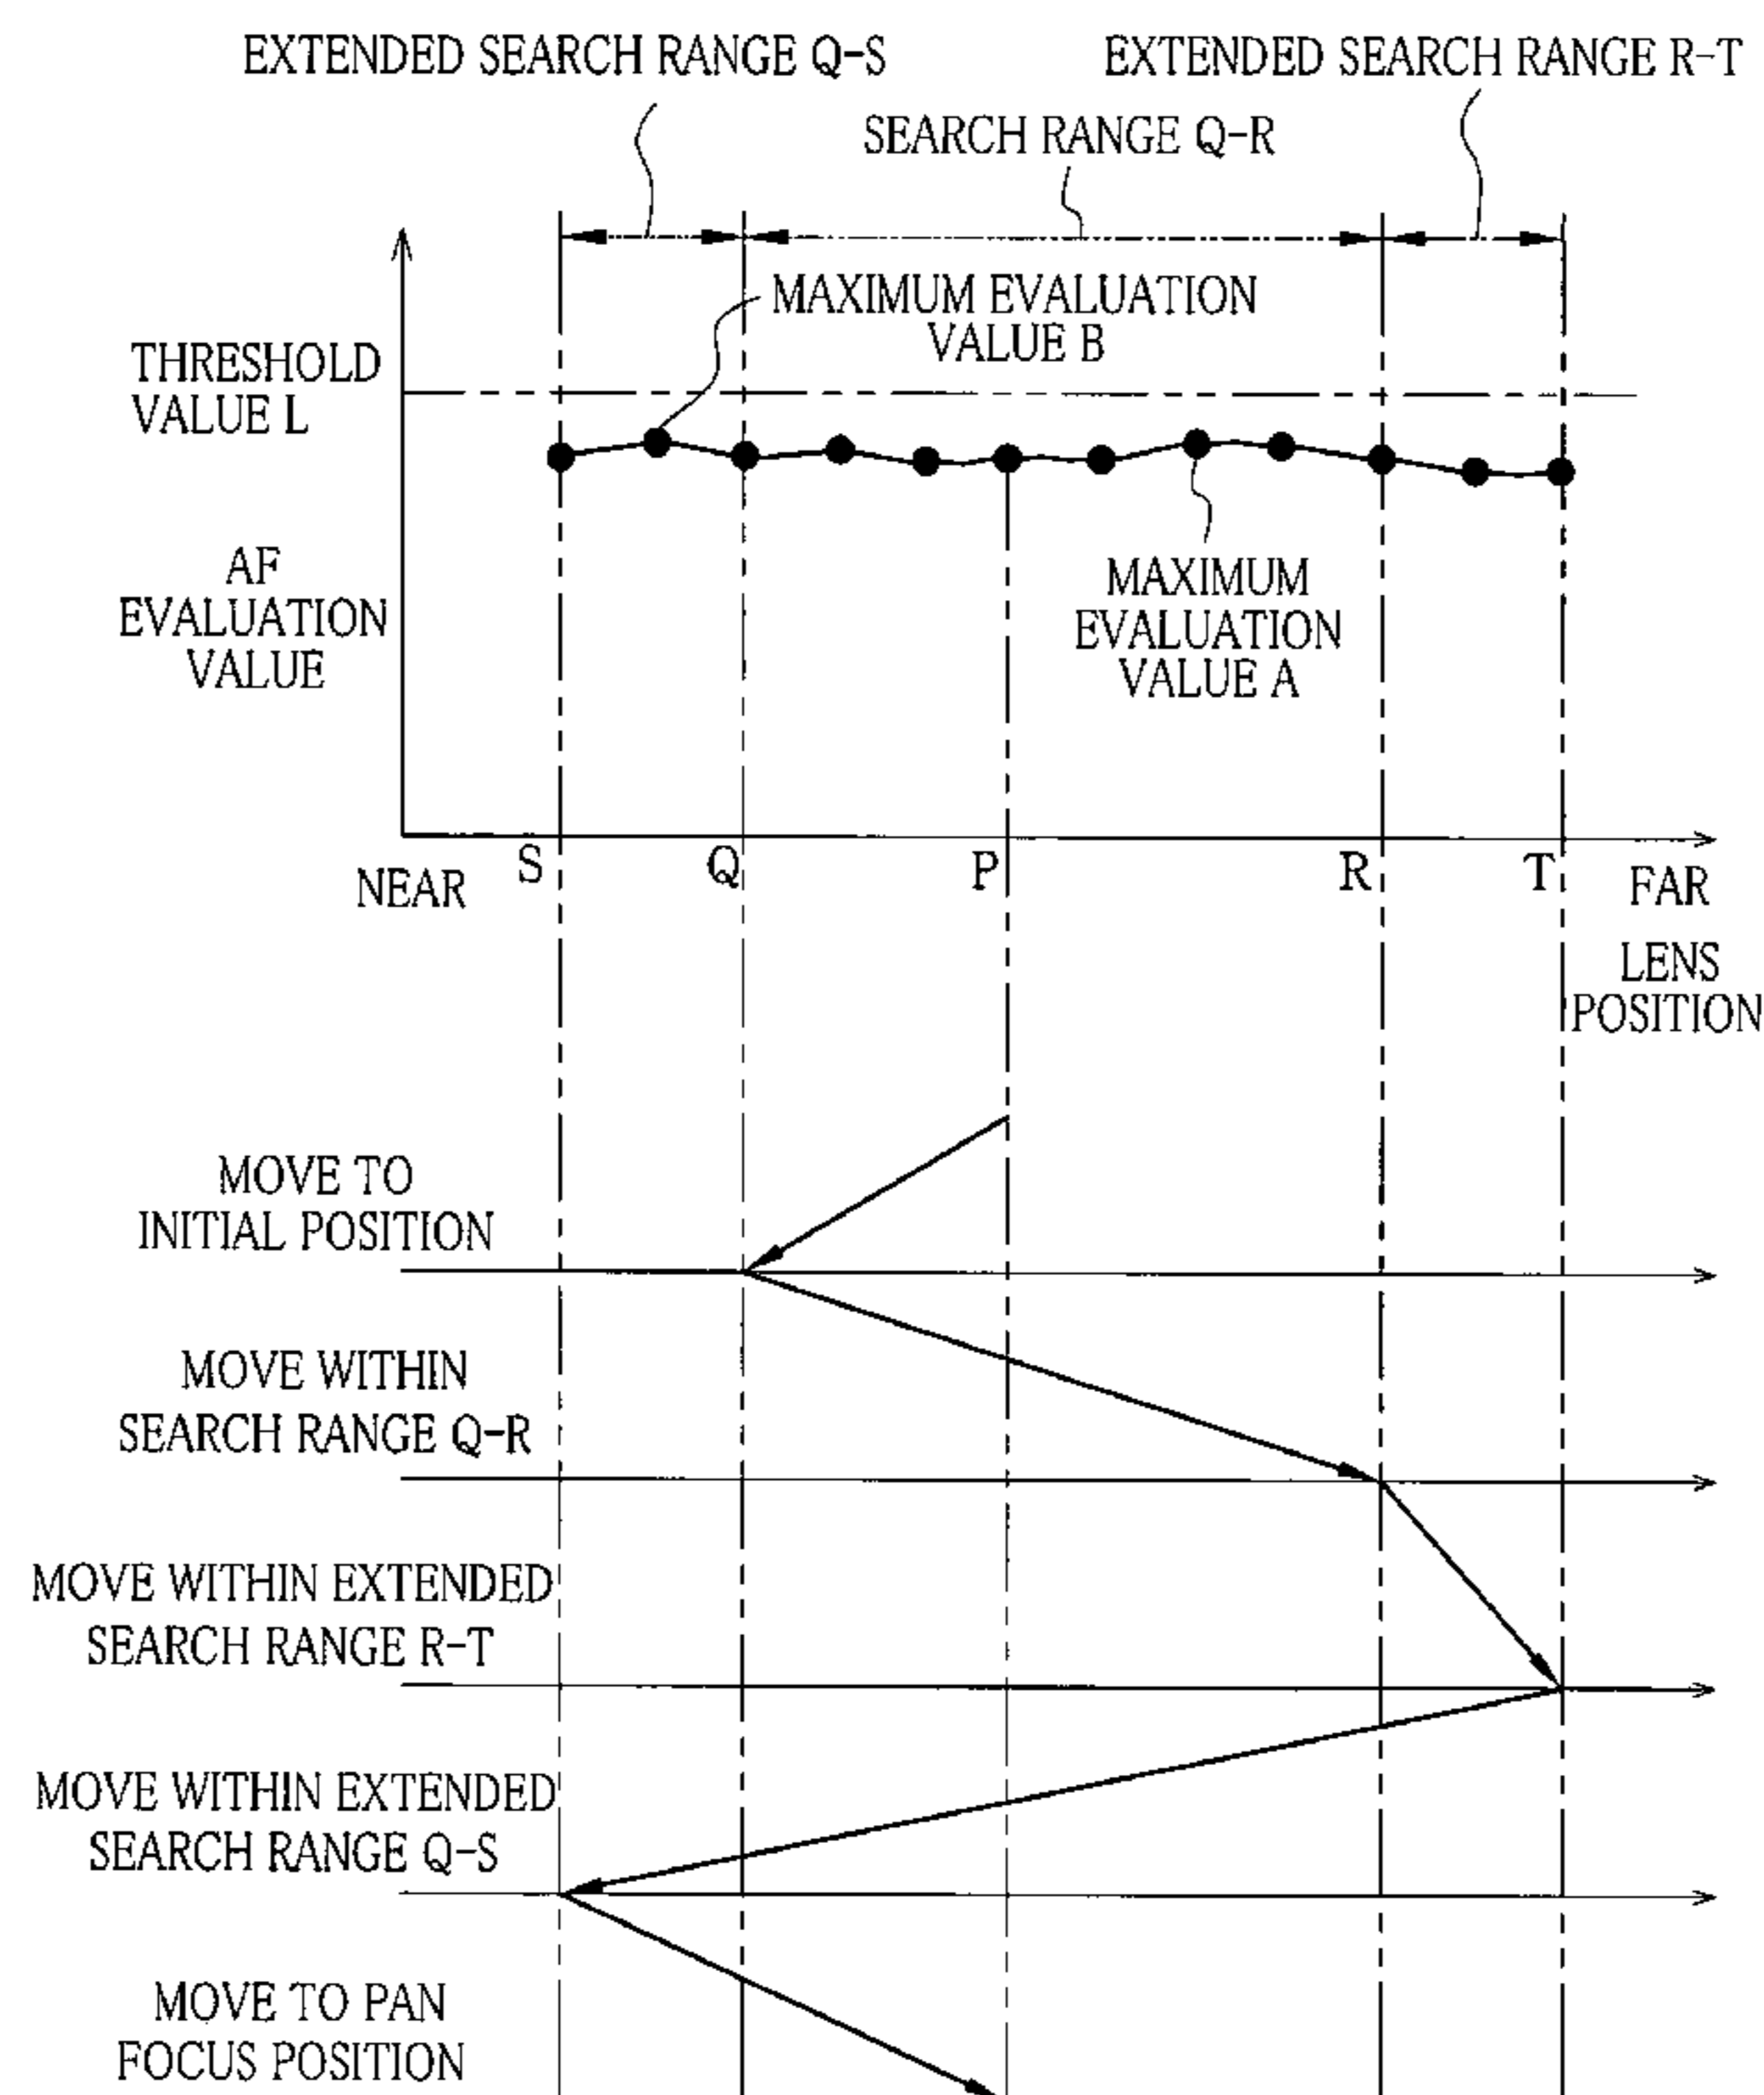 EXTENDED SEARCH RANGE Q-S
EXTENDED SEARCH RANGE R-T
SEARCH RANGE Q-R
MAXIMUM EVALUATION
VALUE B
THRESHOLD
VALUE L
AF
EVALUATION
VALUE
MAXIMUM
EVALUATION
VALUE A
NEAR
S
Q
P
R
T
FAR
LENS
POSITION
MOVE TO
INITIAL POSITION
MOVE WITHIN
SEARCH RANGE Q-R
MOVE WITHIN EXTENDED
SEARCH RANGE R-T
MOVE WITHIN EXTENDED
SEARCH RANGE Q-S
MOVE TO PAN
FOCUS POSITION